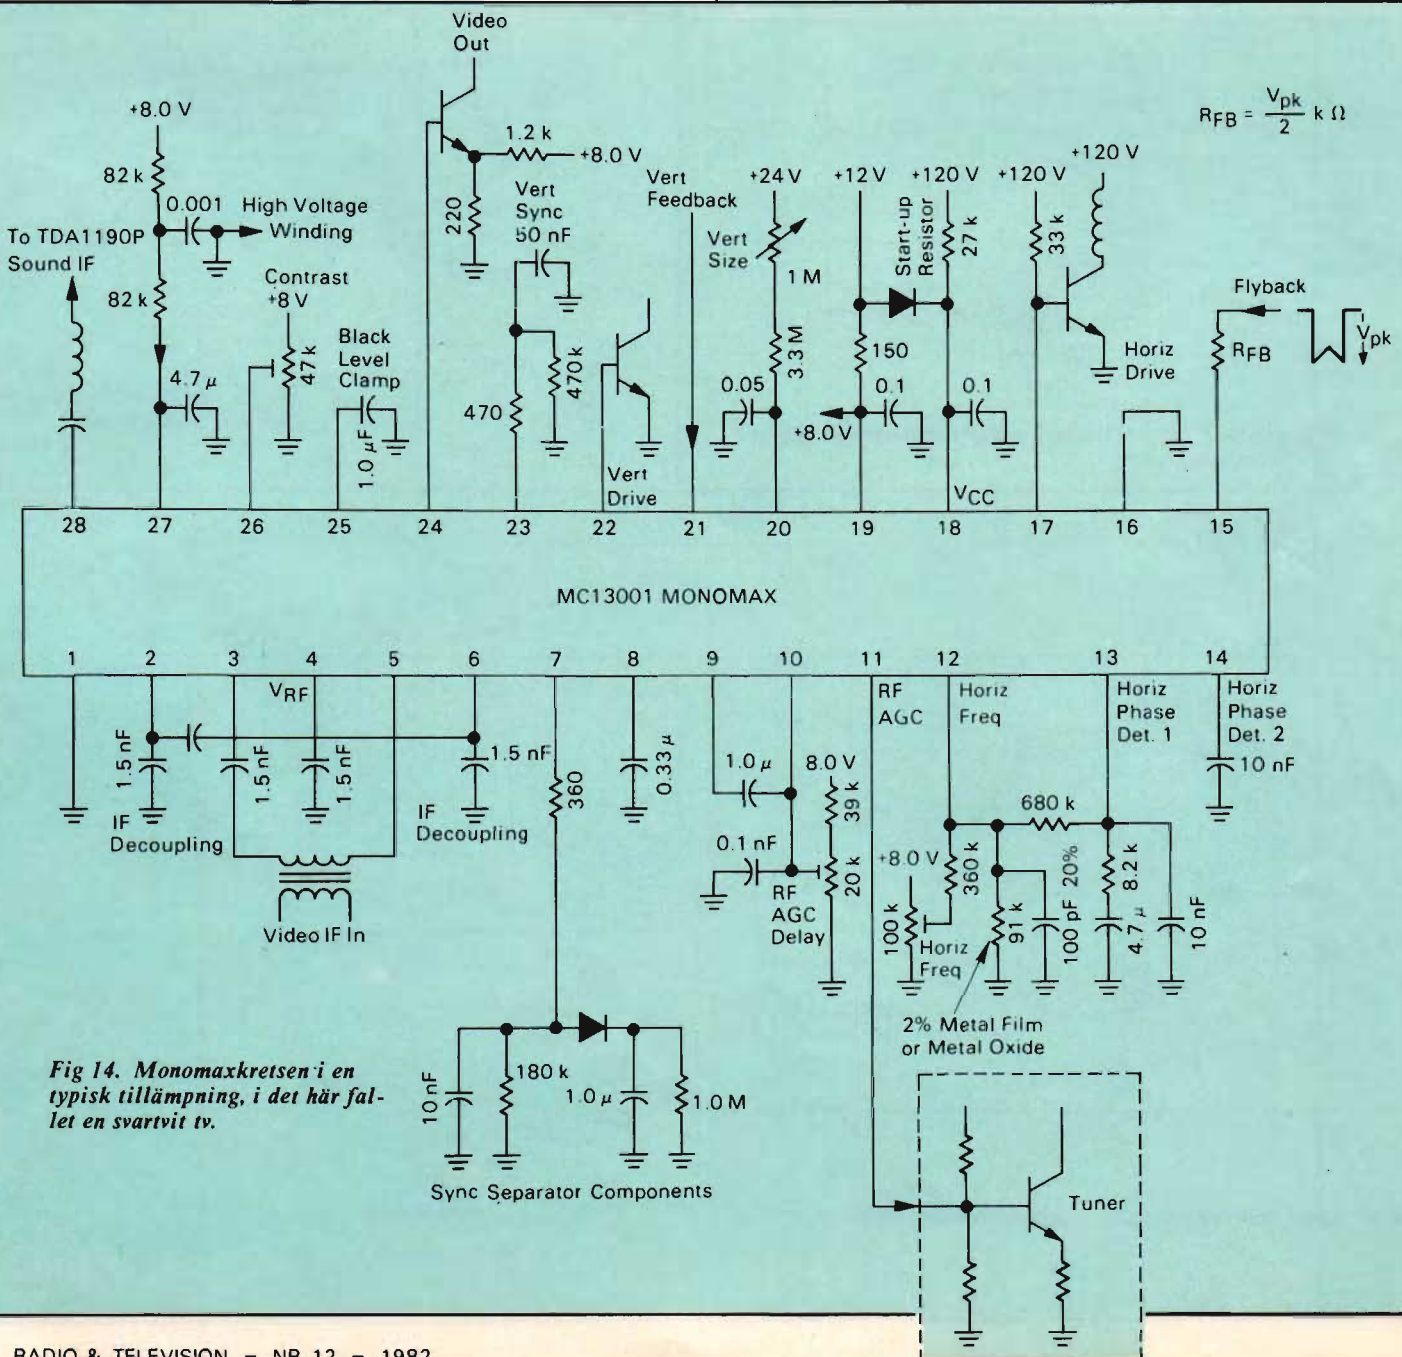 Video
Out
+8.0 V
82 k
0.001
High Voltage
Winding
To TDA1190P
Sound IF
82 k
4.7 μ
Contrast
+8 V
47 k
Black
Level
Clamp
1.0 μF
1.2 k
+8.0 V
220
Vert
Sync
50 nF
470 k
470
Vert
Drive
Vert
Feedback
+24 V
Vert
Size
1 M
3.3 M
0.05
+12 V
Start-up
Resistor
+120 V
27 k
150
0.1
+8.0 V
0.1
VCC
+120 V
33 k
+120 V
Horiz
Drive
RFB = Vpk
2 k Ω
Flyback
RFB
Vpk
28 27 26 25 24 23 22 21 20 19 18 17 16 15
MC13001 MONOMAX
1 2 3 4 5 6 7 8 9 10 11 12 13 14
VRF
1.5 nF
1.5 nF
1.5 nF
1.5 nF
IF
Decoupling
IF
Decoupling
Video IF In
360
0.33 μ
1.0 μ
8.0 V
39 k
0.1 nF
20 k
RF
AGC
Delay
RF
AGC
Horiz
Freq
Horiz
Phase
Det. 1
Horiz
Phase
Det. 2
10 nF
680 k
+8.0 V
360 k
100 k
Horiz
Freq
91 k
100 pF 20%
8.2 k
4.7 μ
10 nF
2% Metal Film
or Metal Oxide
10 nF
180 k
1.0 μ
1.0 M
Sync Separator Components
Tuner
Fig 14. Monomaxkretsen i en
typisk tillämpning, i det här fal-
let en svartvit tv.
RADIO & TELEVISION – NR 12 – 1982